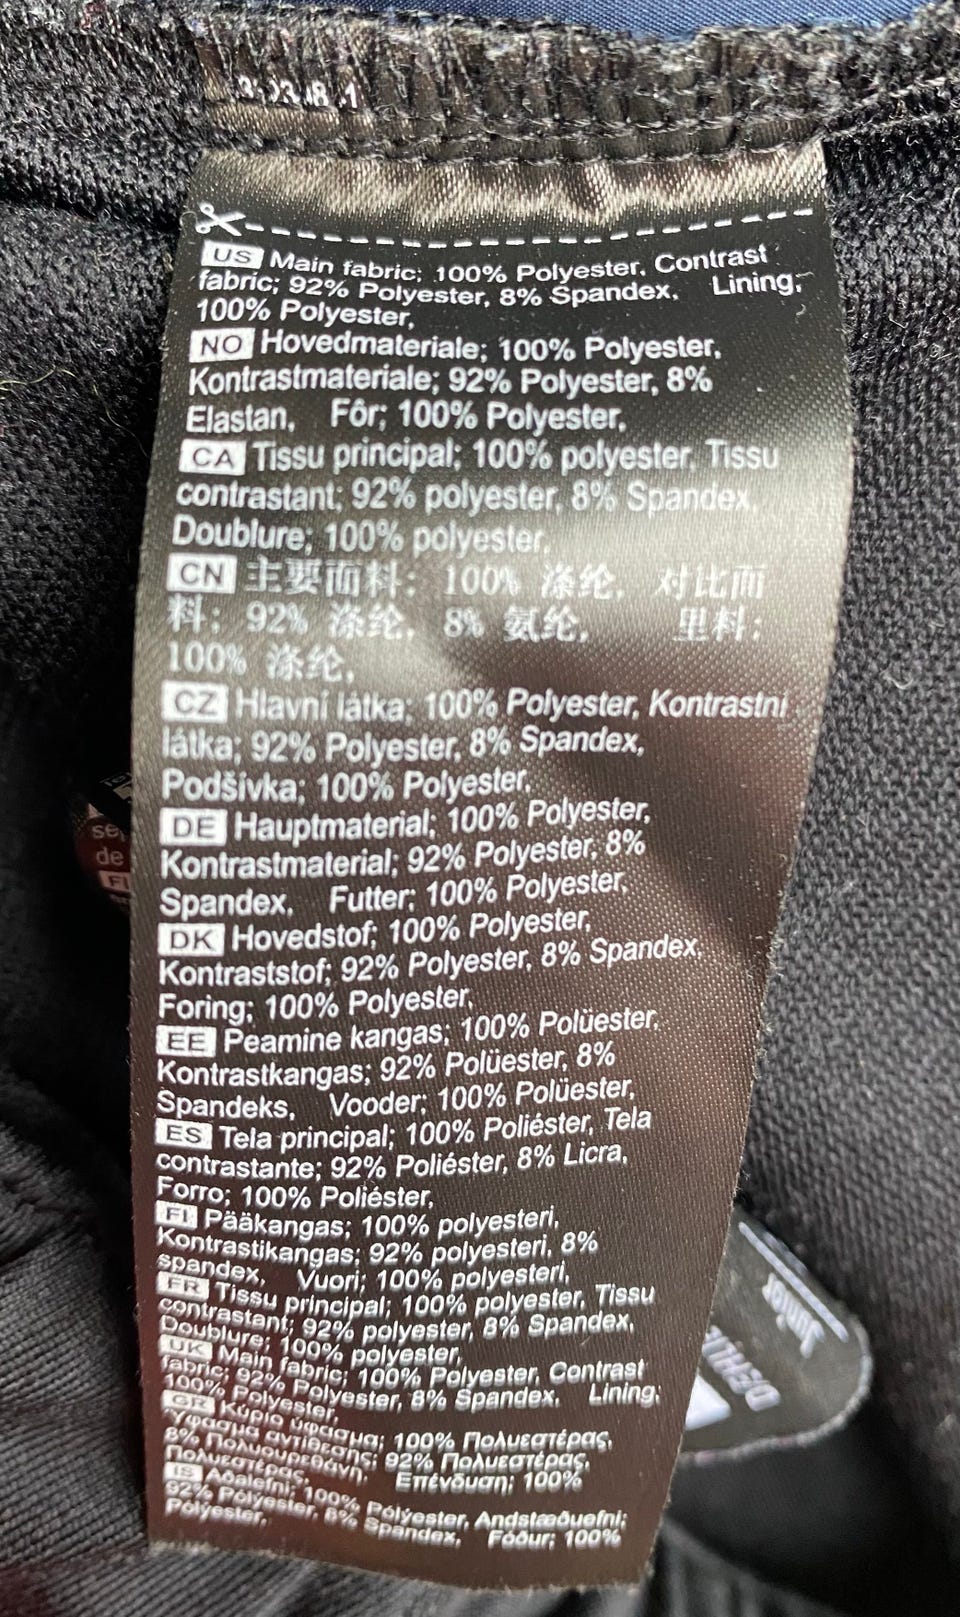 US Main fabric; 100% Polyester, Contrast
fabric; 92% Polyester, 8% Spandex, Lining;
100% Polyester,
NO Hovedmateriale; 100% Polyester,
Kontrastmateriale; 92% Polyester, 8%
Elastan, Fôr; 100% Polyester,
CA Tissu principal; 100% polyester, Tissu
contrastant; 92% polyester, 8% Spandex,
Doublure; 100% polyester,
CN 主要面料; 100% 涤纶, 对比面
料; 92% 涤纶, 8% 氨纶, 里料;
100% 涤纶,
CZ Hlavní látka; 100% Polyester, Kontrastní
látka; 92% Polyester, 8% Spandex,
Podšívka; 100% Polyester,
DE Hauptmaterial; 100% Polyester,
Kontrastmaterial; 92% Polyester, 8%
Spandex, Futter; 100% Polyester,
DK Hovedstof; 100% Polyester,
Kontraststof; 92% Polyester, 8% Spandex,
Foring; 100% Polyester,
EE Peamine kangas; 100% Polüester,
Kontrastkangas; 92% Polüester, 8%
Spandeks, Vooder; 100% Polüester,
ES Tela principal; 100% Poliéster, Tela
contrastante; 92% Poliéster, 8% Licra,
Forro; 100% Poliéster,
FI Pääkangas; 100% polyesteri,
Kontrastikangas; 92% polyesteri, 8%
spandex, Vuori; 100% polyesteri,
FR Tissu principal; 100% polyester, Tissu
contrastant; 92% polyester, 8% Spandex,
Doublure; 100% polyester,
UK Main fabric; 100% Polyester, Contrast
fabric; 92% Polyester, 8% Spandex, Lining;
100% Polyester,
GR Κύριο ύφασμα; 100% Πολυεστέρας,
Ύφασμα αντίθεσης; 92% Πολυεστέρας,
8% Πολυουρεθάνη, Επένδυση; 100%
Πολυεστέρας,
IS Aðalefni; 100% Pólýester, Andstæðuefni;
92% Pólýester, 8% Spandex, Fóður; 100%
Pólýester,
de
Junior